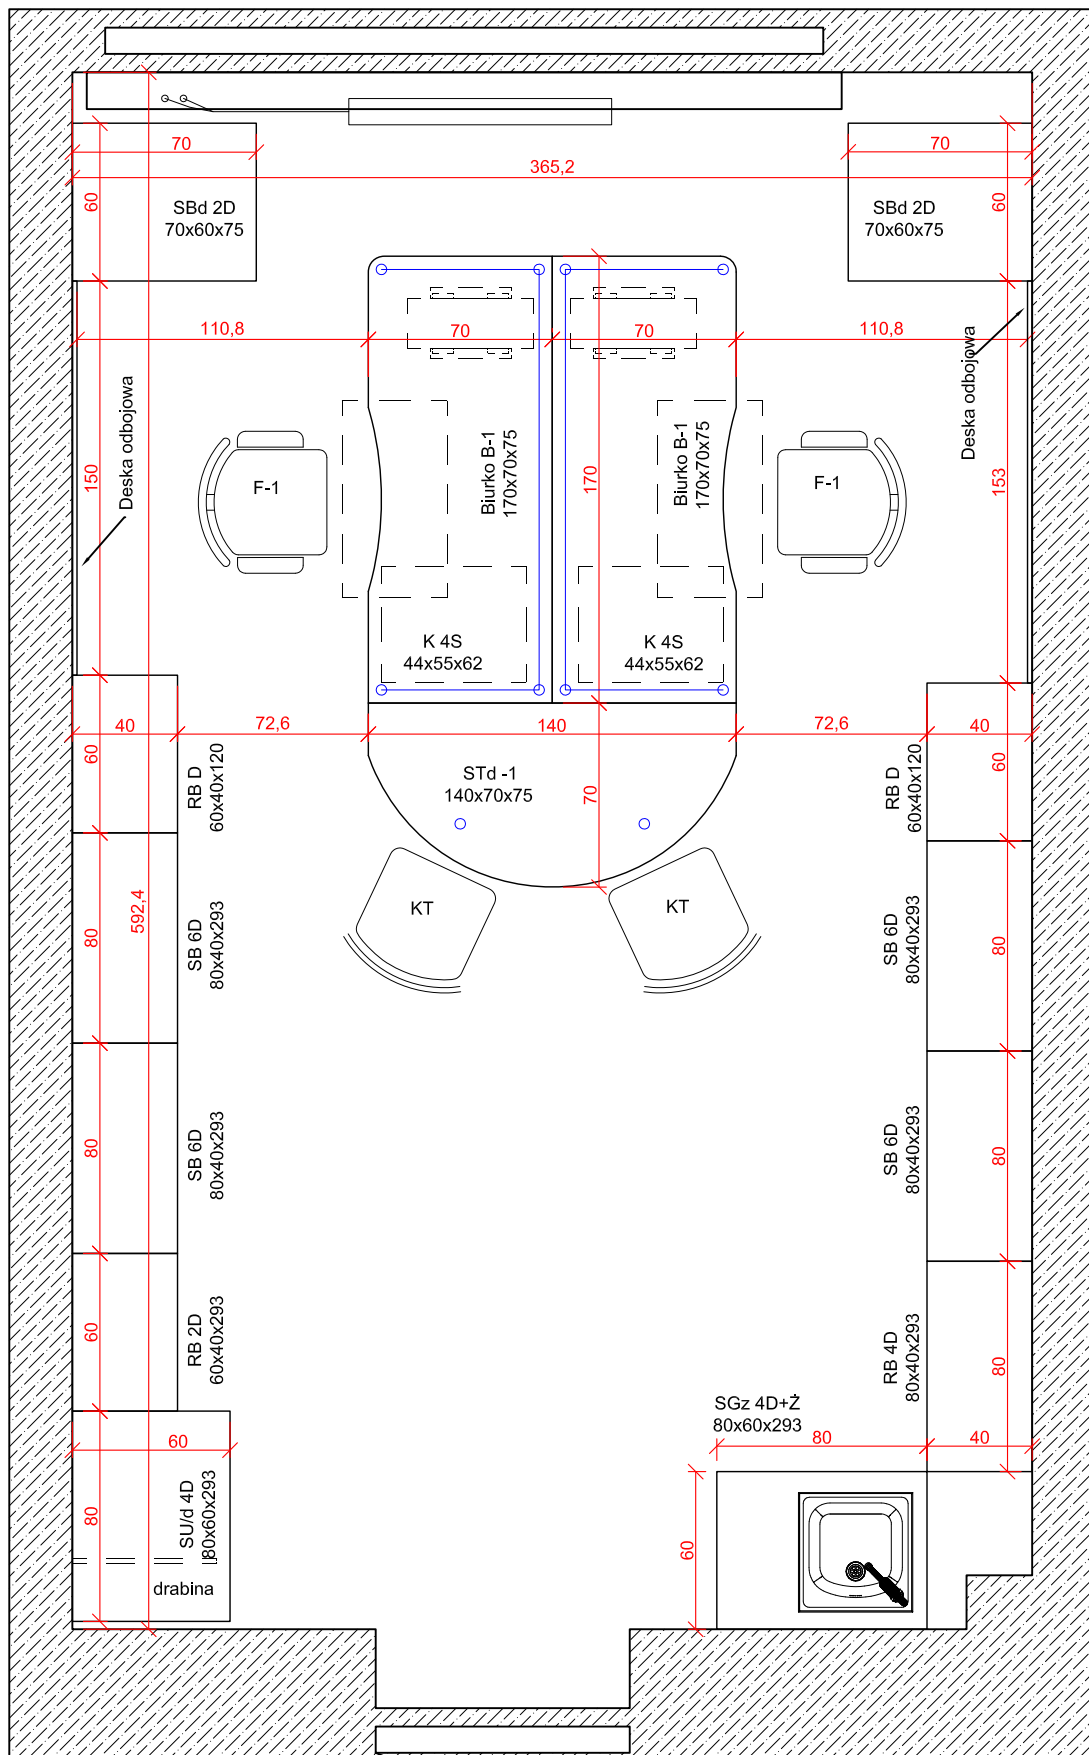 70
70
365,2
60
60
SBd 2D
70x60x75
SBd 2D
70x60x75
110,8
70
70
110,8
Deska odbojowa
Deska odbojowa
150
F-1
Biurko B-1
170x70x75
170
Biurko B-1
170x70x75
F-1
153
K 4S
44x55x62
K 4S
44x55x62
40
72,6
140
72,6
40
60
RB D
60x40x120
STd -1
140x70x75
70
RB D
60x40x120
60
592,4
KT
KT
80
SB 6D
80x40x293
SB 6D
80x40x293
80
80
SB 6D
80x40x293
SB 6D
80x40x293
80
60
RB 2D
60x40x293
RB 4D
80x40x293
80
SGz 4D+Ż
80x60x293
60
80
40
80
SU/d 4D
80x60x293
60
drabina